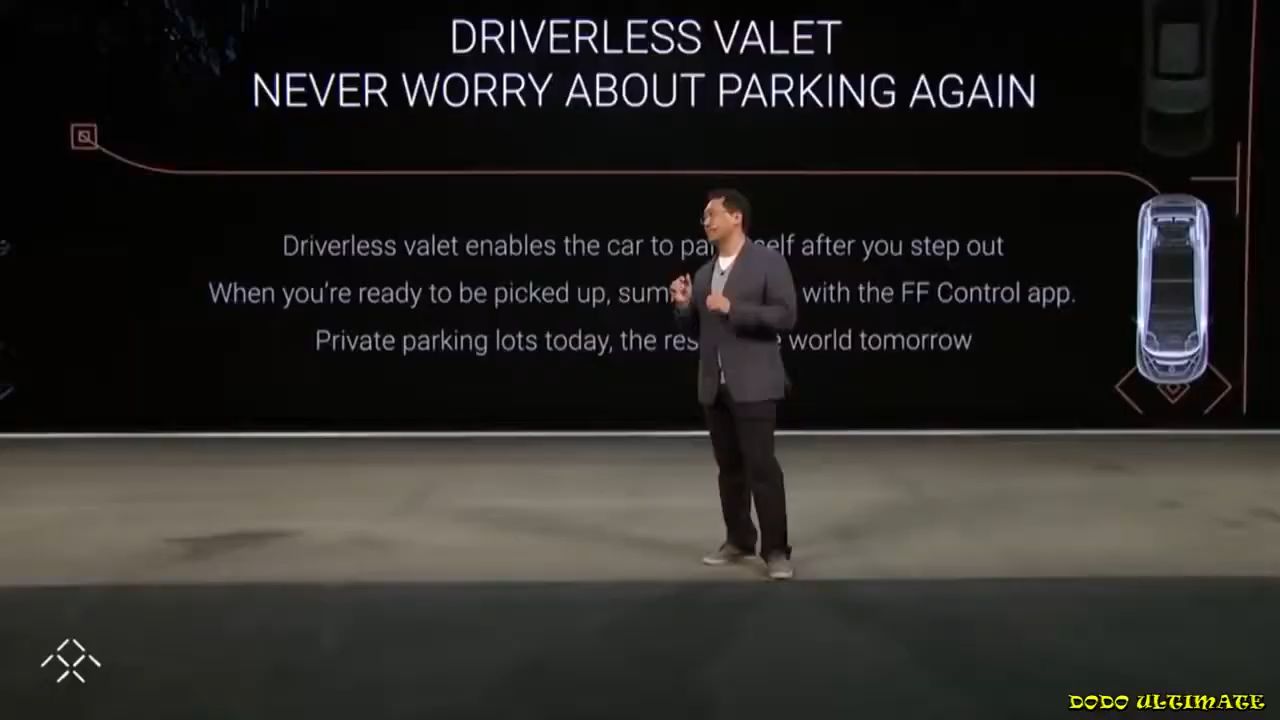 DRIVERLESS VALET
NEVER WORRY ABOUT PARKING AGAIN
Driverless valet enables the car to pa self after you step out
When you're ready to be picked up, sum with the FF Control app.
Private parking lots today, the res world tomorrow
DODO ULTIMATE